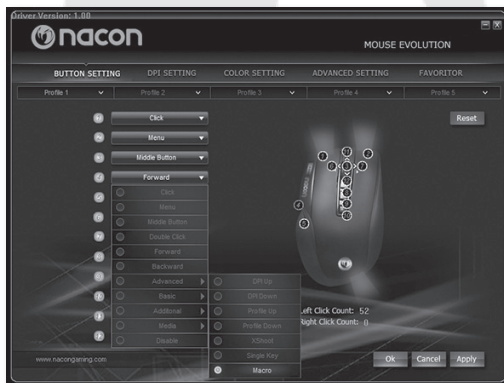 Driver Version: 1.00
nacon
MOUSE EVOLUTION
BUTTON SETTING DPI SETTING COLOR SETTING ADVANCED SETTING FAVORITOR
Profile 1 Profile 2 Profile 3 Profile 4 Profile 5
Click
Reset
Menu
Middle Button
Forward
Click
Menu
Middle Button
Double Click
Forward
Backward
Advanced
DPI Up
Basic
DPI Down
Additonal
Profile Up
Media
Profile Down
Disable
XShoot
Single Key
Macro
Left Click Count: 52
Right Click Count: 0
www.nacongaming.com
Ok Cancel Apply